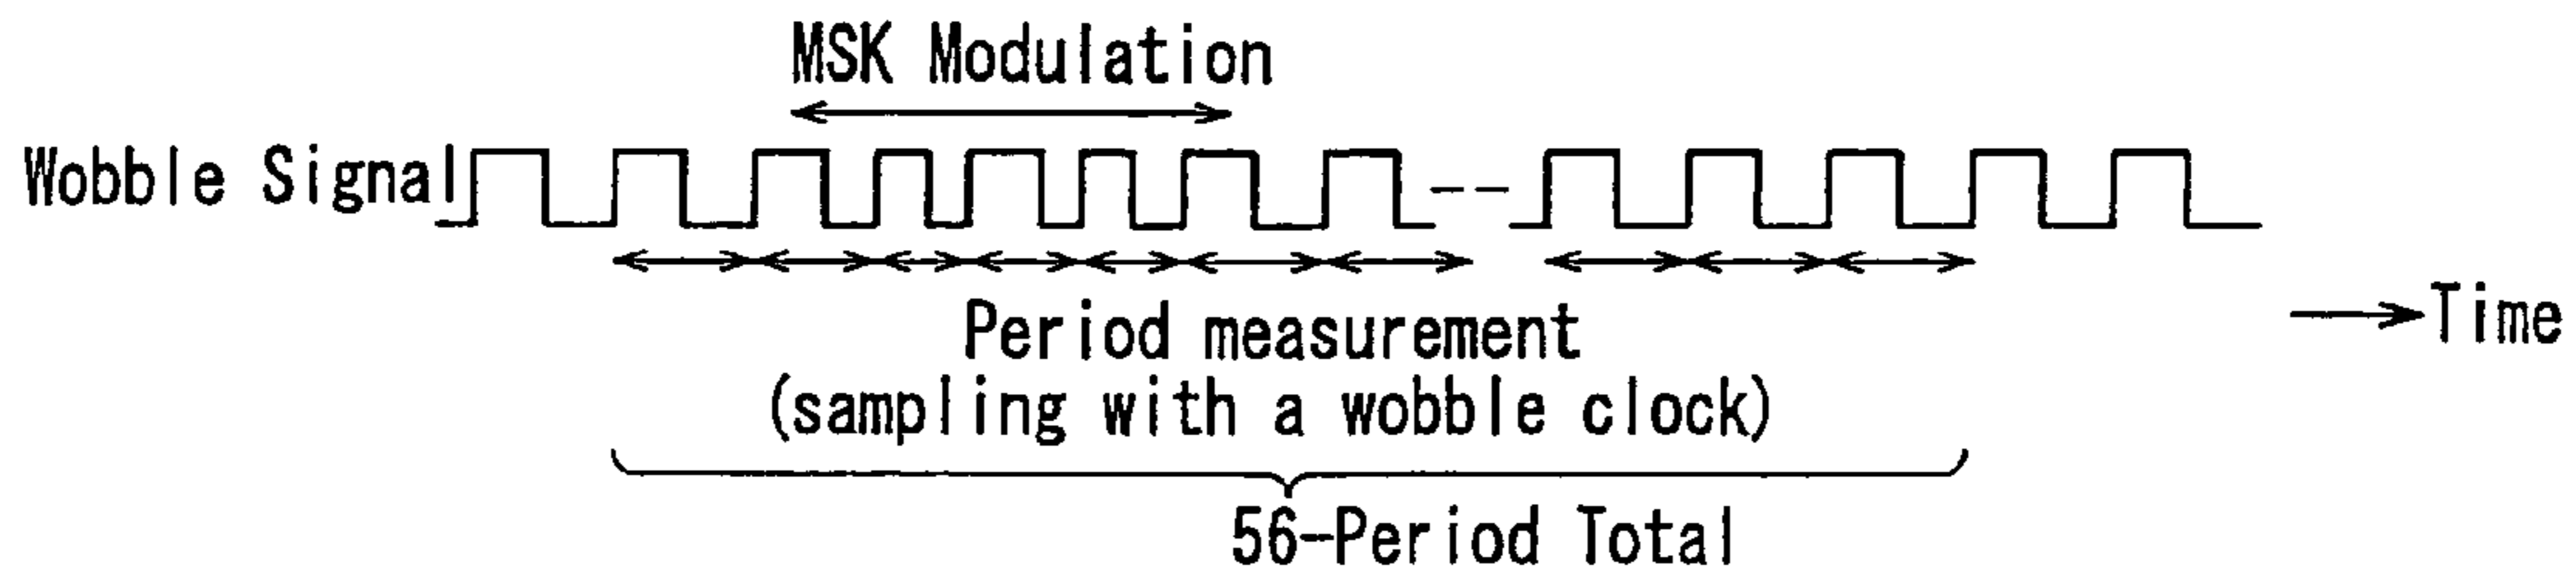 MSK Modulation
Wobble Signal
Period measurement
Time
(sampling with a wobble clock)
56-Period Total